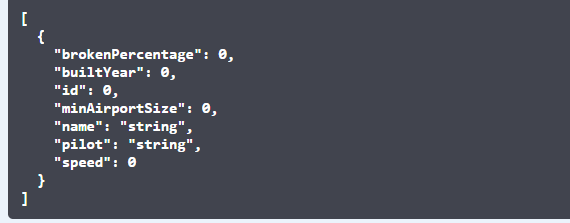 [
  {
    "brokenPercentage": 0,
    "builtYear": 0,
    "id": 0,
    "minAirportSize": 0,
    "name": "string",
    "pilot": "string",
    "speed": 0
  }
]